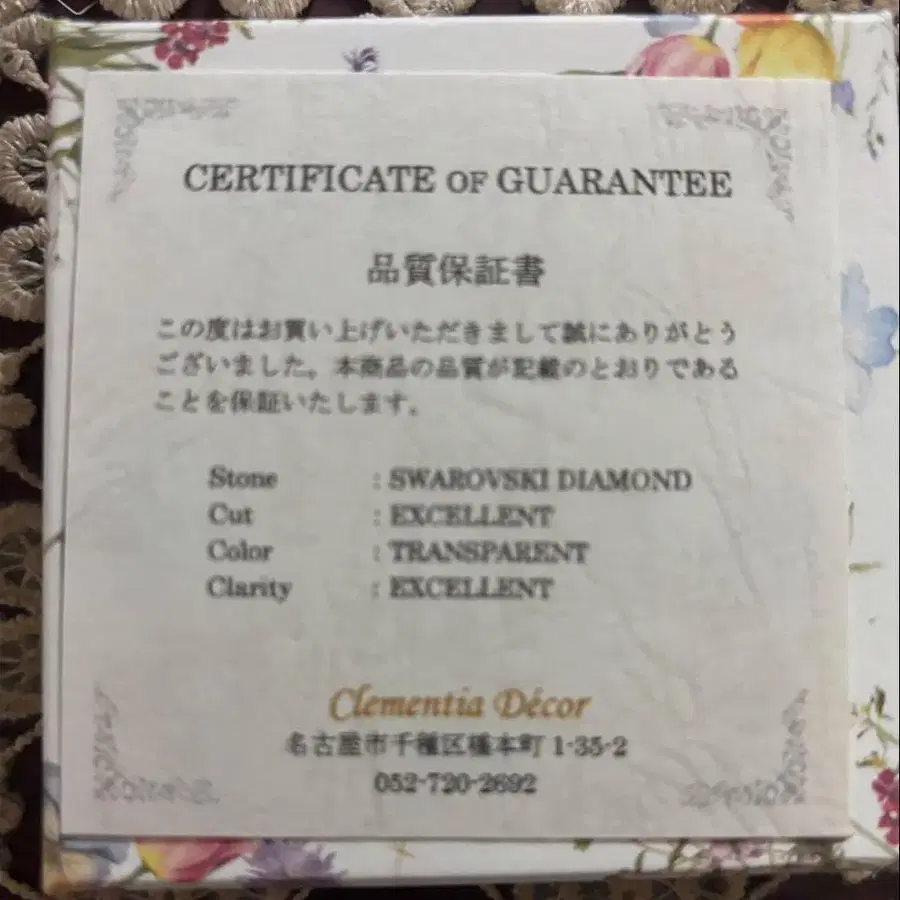 CERTIFICATE OF GUARANTEE
品質保証書
この度はお買い上げいただきまして誠にありがとう
ございました。本商品の品質が記載のとおりである
ことを保証いたします。
Stone : SWAROVSKI DIAMOND
Cut : EXCELLENT
Color : TRANSPARENT
Clarity : EXCELLENT
Clementia Décor
名古屋市千種区橋本町 1-35-2
052-720-2692